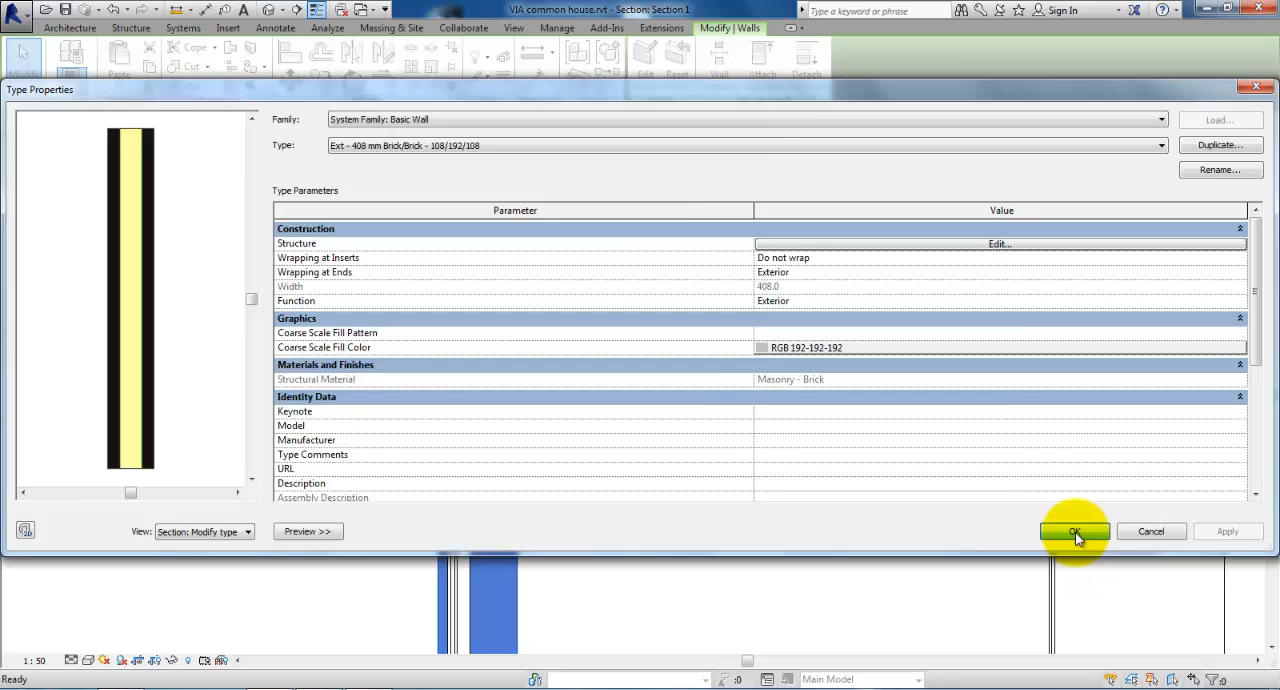 VIA common house.rvt - Section: Section 1
Type a keyword or phrase
Sign In
Architecture Structure Systems Insert Annotate Analyze Massing & Site Collaborate View Manage Add-Ins Extensions Modify | Walls
Modify Paste Cope Cut Edit Reset Wall Attach Detach
Type Properties
Family: System Family: Basic Wall Load...
Type: Ext - 408 mm Brick/Brick - 108/192/108 Duplicate...
Rename...
Type Parameters
Parameter Value
Construction
Structure Edit...
Wrapping at Inserts Do not wrap
Wrapping at Ends Exterior
Width 408.0
Function Exterior
Graphics
Coarse Scale Fill Pattern
Coarse Scale Fill Color RGB 192-192-192
Materials and Finishes
Structural Material Masonry - Brick
Identity Data
Keynote
Model
Manufacturer
Type Comments
URL
Description
Assembly Description
View: Section: Modify type Preview >> OK Cancel Apply
1 : 50
Ready :0 Main Model :0